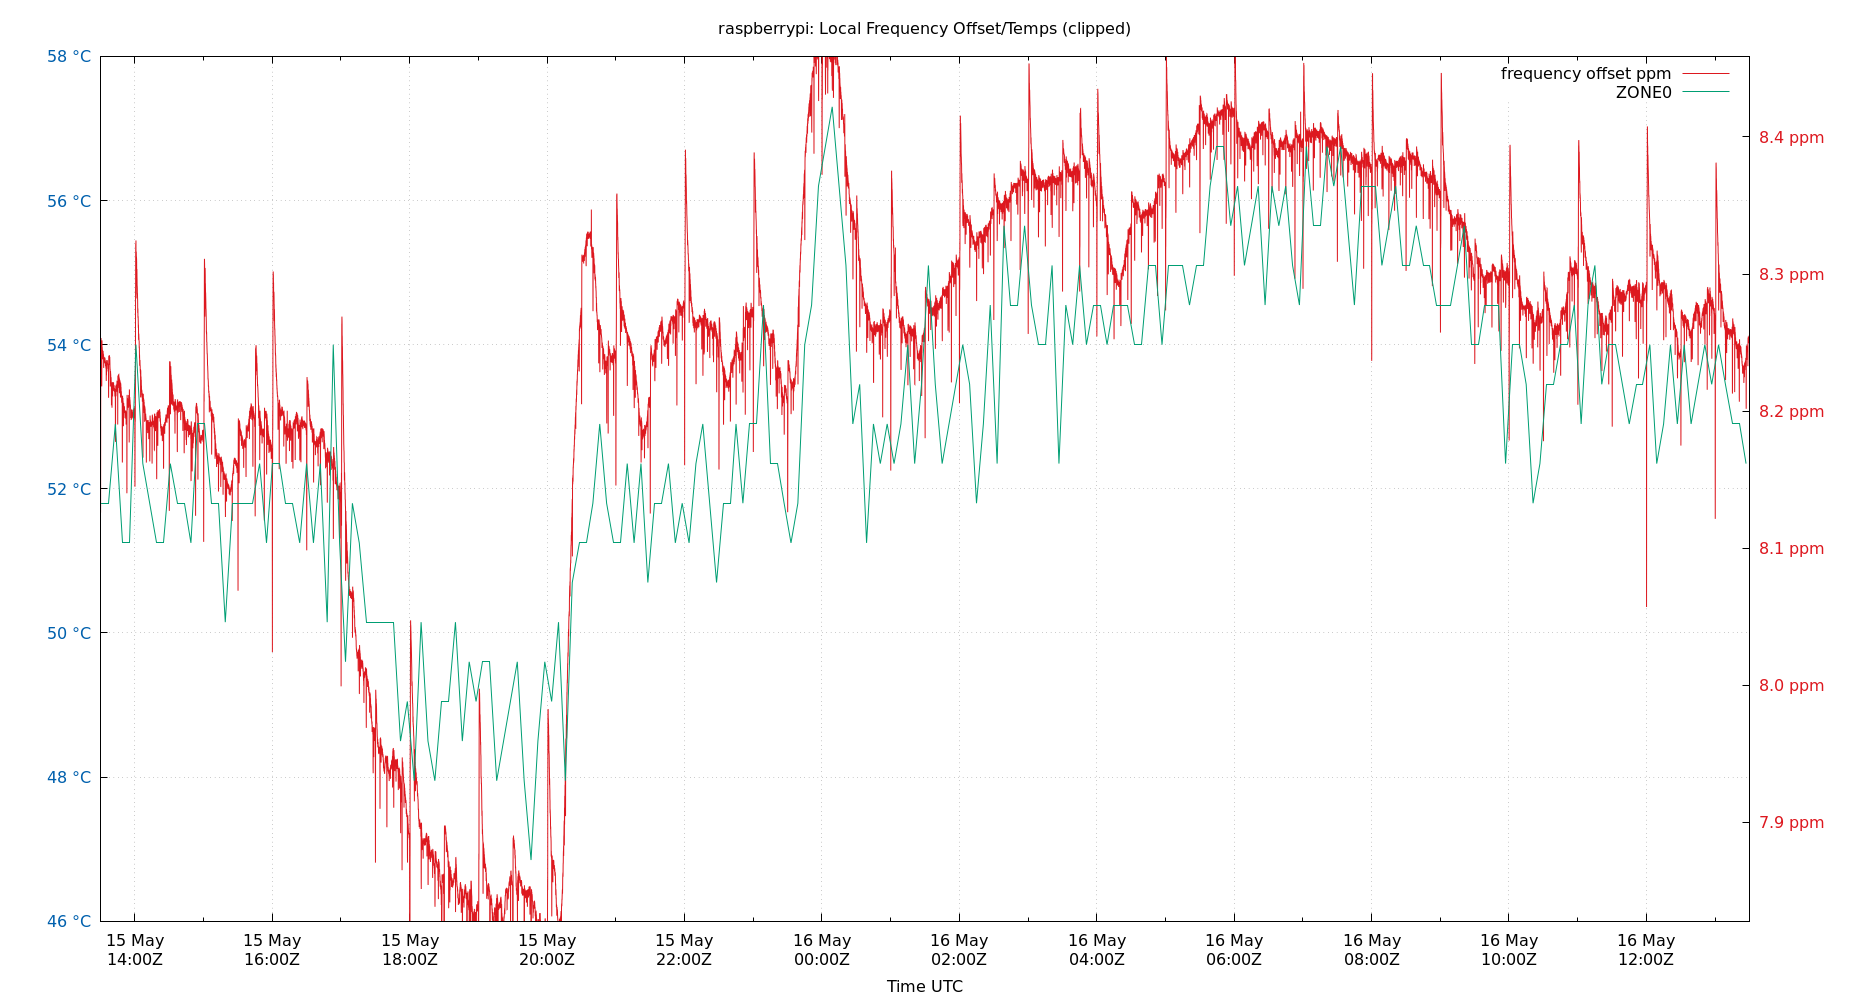 raspberrypi: Local Frequency Offset/Temps (clipped)
58 °C
56 °C
54 °C
52 °C
50 °C
48 °C
46 °C
frequency offset ppm
ZONE0
8.4 ppm
8.3 ppm
8.2 ppm
8.1 ppm
8.0 ppm
7.9 ppm
15 May
14:00Z
15 May
16:00Z
15 May
18:00Z
15 May
20:00Z
15 May
22:00Z
16 May
00:00Z
16 May
02:00Z
16 May
04:00Z
16 May
06:00Z
16 May
08:00Z
16 May
10:00Z
16 May
12:00Z
Time UTC